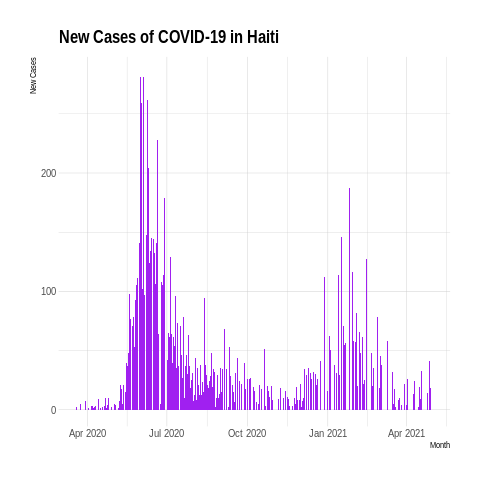 New Cases of COVID-19 in Haiti
New Cases
200
100
0
Apr 2020
Jul 2020
Oct 2020
Jan 2021
Apr 2021
Month